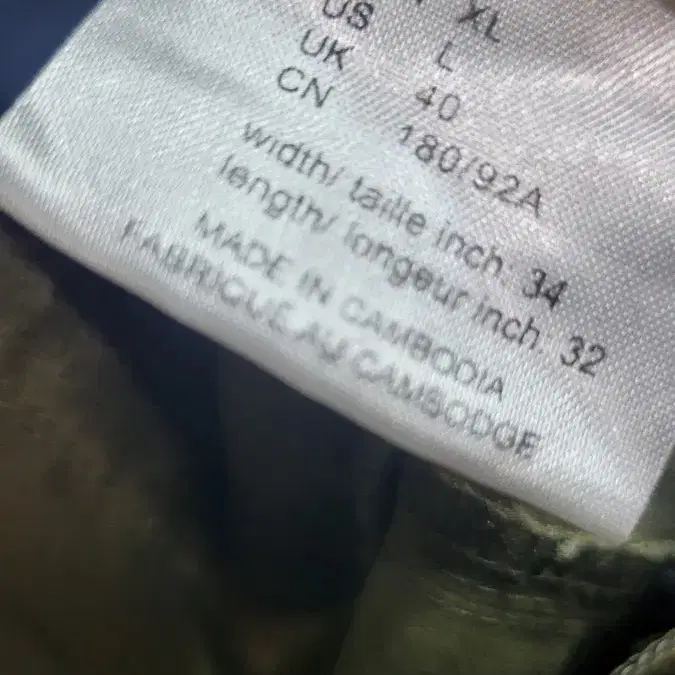 XL
US L
UK 40
CN 180/92A
width/ taille inch: 34
length/ longeur inch: 32
MADE IN CAMBODIA
FABRIQUE AU CAMBODGE